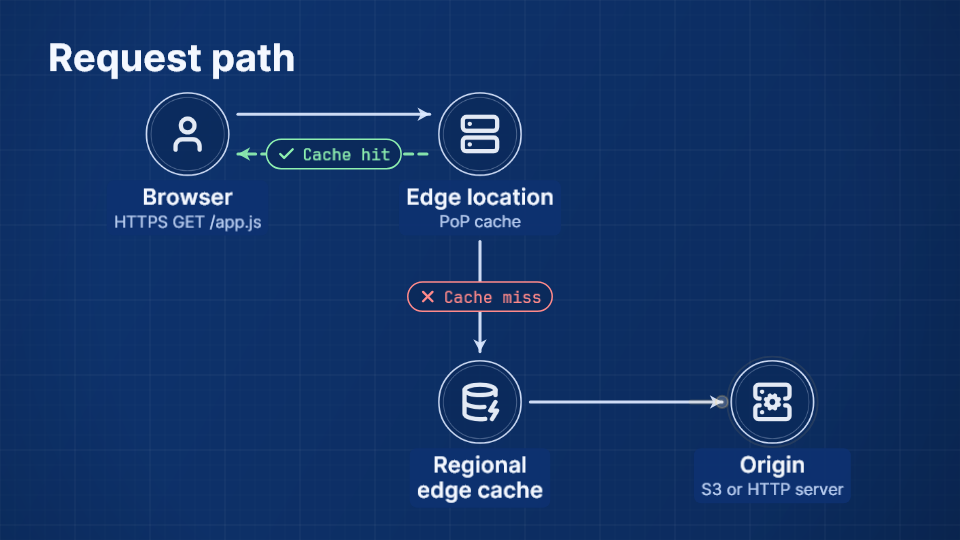 Request path
Cache hit
Browser
HTTPS GET /app.js
Edge location
PoP cache
Cache miss
Regional
edge cache
Origin
S3 or HTTP server